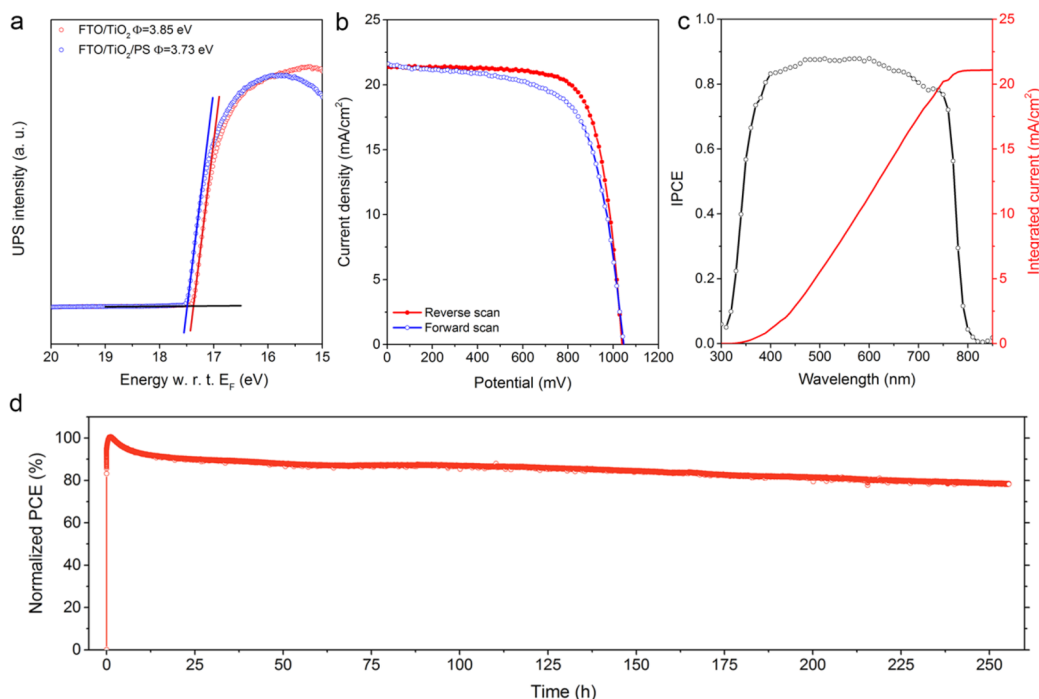 a
FTO/TiO₂ Φ=3.85 eV
FTO/TiO₂/PS Φ=3.73 eV
UPS intensity (a. u.)
20 19 18 17 16 15
Energy w. r. t. E_F (eV)
b
Current density (mA/cm²)
25
20
15
10
5
0
Reverse scan
Forward scan
0 200 400 600 800 1000 1200
Potential (mV)
c
IPCE
1.0
0.8
0.6
0.4
0.2
0.0
300 400 500 600 700 800
Wavelength (nm)
25
20
15
10
5
0
Integrated current (mA/cm²)
d
Normalized PCE (%)
100
80
60
40
20
0
0 25 50 75 100 125 150 175 200 225 250
Time (h)